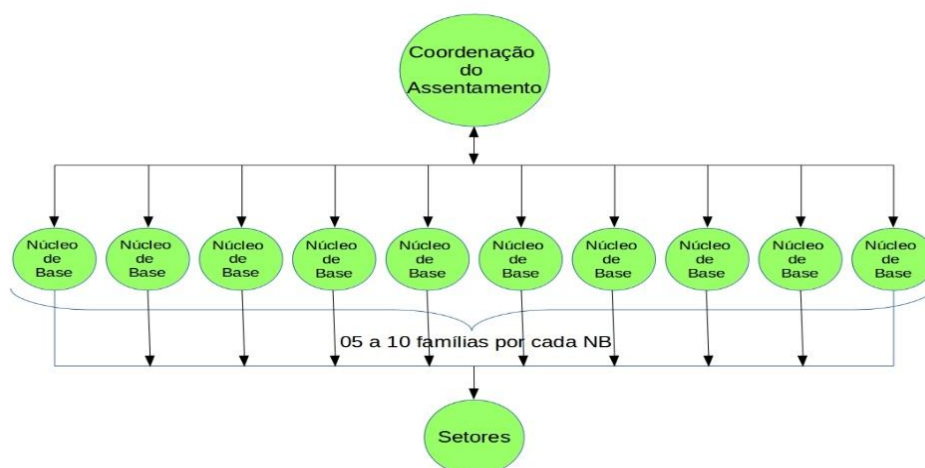 Coordenação
do
Assentamento
Núcleo
de
Base
Núcleo
de
Base
Núcleo
de
Base
Núcleo
de
Base
Núcleo
de
Base
Núcleo
de
Base
Núcleo
de
Base
Núcleo
de
Base
Núcleo
de
Base
Núcleo
de
Base
05 a 10 famílias por cada NB
Setores